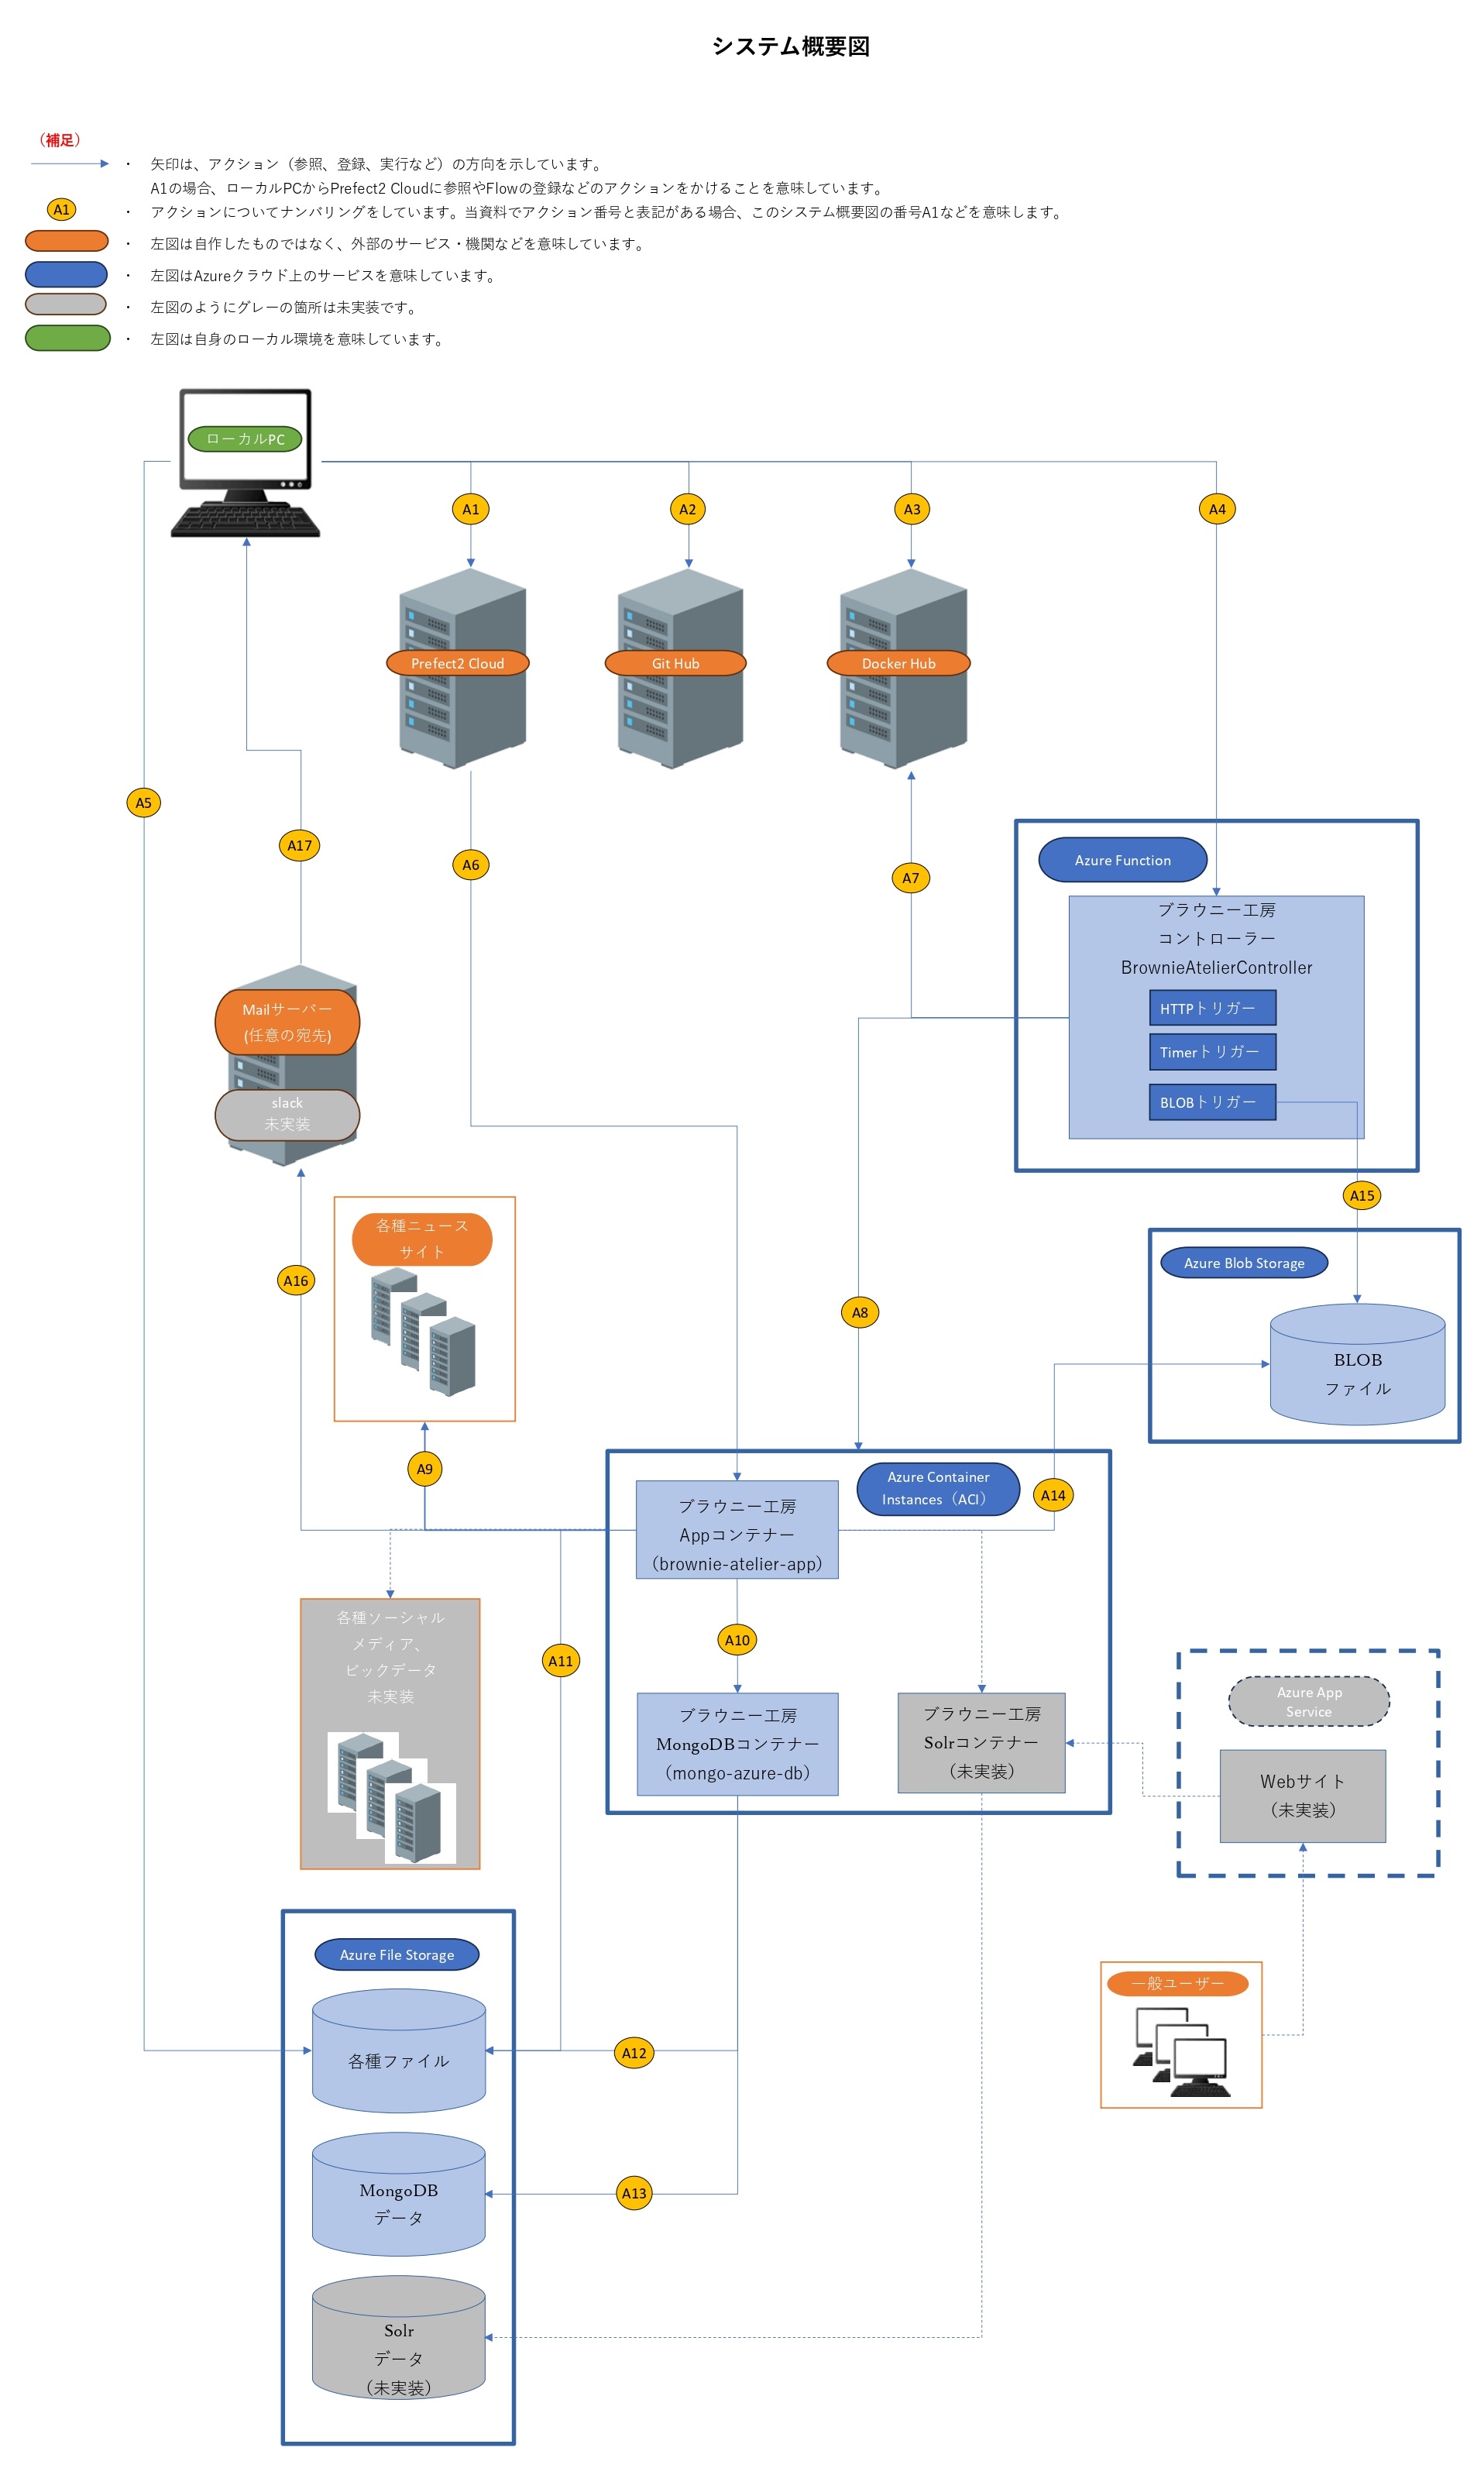 システム概要図
（補足）
・ 矢印は、アクション（参照、登録、実行など）の方向を示しています。
A1の場合、ローカルPCからPrefect2 Cloudに参照やFlowの登録などのアクションをかけることを意味しています。
A1
・ アクションについてナンバリングをしています。当資料でアクション番号と表記がある場合、このシステム概要図の番号A1などを意味します。
・ 左図は自作したものではなく、外部のサービス・機関などを意味しています。
・ 左図はAzureクラウド上のサービスを意味しています。
・ 左図のようにグレーの箇所は未実装です。
・ 左図は自身のローカル環境を意味しています。
ローカルPC
A1
A2
A3
A4
Prefect2 Cloud
Git Hub
Docker Hub
A5
A17
A6
A7
Azure Function
ブラウニー工房
コントローラー
BrownieAtelierController
HTTPトリガー
Timerトリガー
BLOBトリガー
Mailサーバー
(任意の宛先)
slack
未実装
A15
各種ニュース
サイト
Azure Blob Storage
A16
A8
BLOB
ファイル
A9
Azure Container
Instances（ACI）
A14
ブラウニー工房
Appコンテナー
（brownie-atelier-app）
各種ソーシャル
メディア、
ビックデータ
未実装
A11
A10
ブラウニー工房
MongoDBコンテナー
（mongo-azure-db）
ブラウニー工房
Solrコンテナー
（未実装）
Azure App
Service
Webサイト
（未実装）
Azure File Storage
一般ユーザー
各種ファイル
A12
MongoDB
データ
A13
Solr
データ
（未実装）